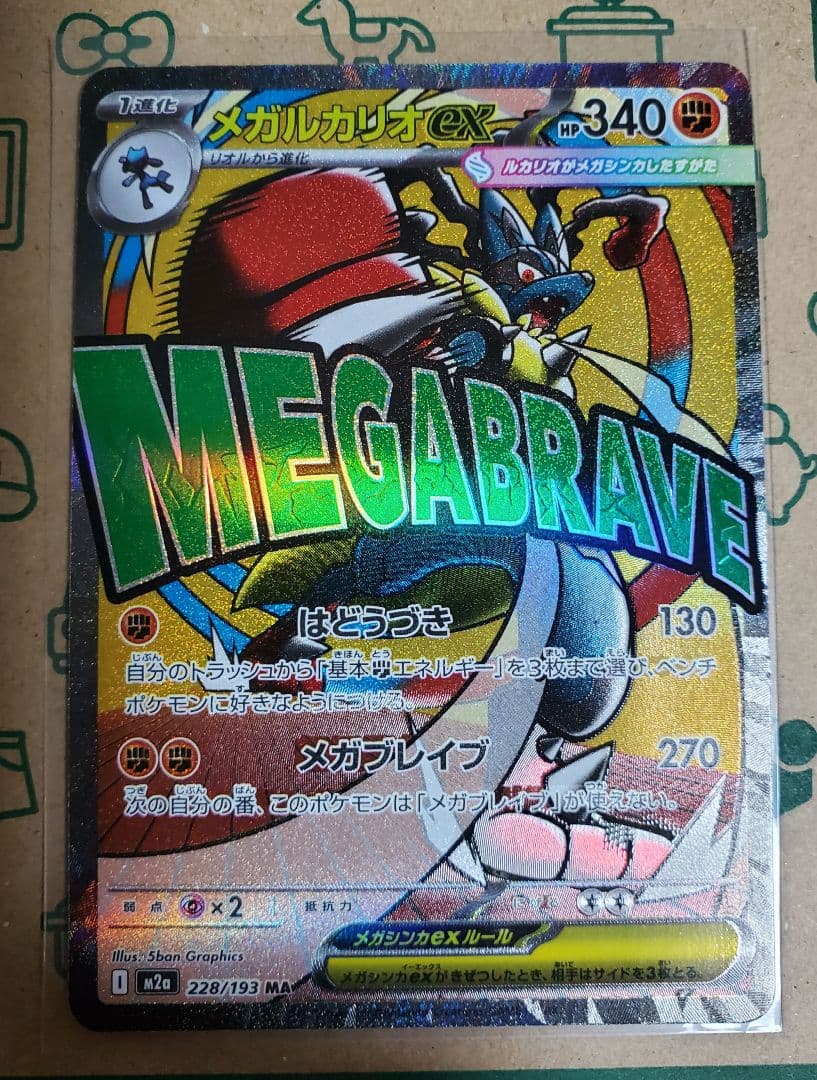 1進化
メガルカリオex
HP340
リオルから進化
ルカリオがメガシンカしたすがた
MEGABRAVE
はどうづき 130
自分のトラッシュから「基本エネルギー」を3枚まで選び、ベンチ
ポケモンに好きなようにつける。
メガブレイブ 270
次の自分の番、このポケモンは「メガブレイブ」が使えない。
弱点 ×2 抵抗力
メガシンカexルール
メガシンカexがきぜつしたとき、相手はサイドを3枚とる。
Illus. 5ban Graphics
I m2a 228/193 MA